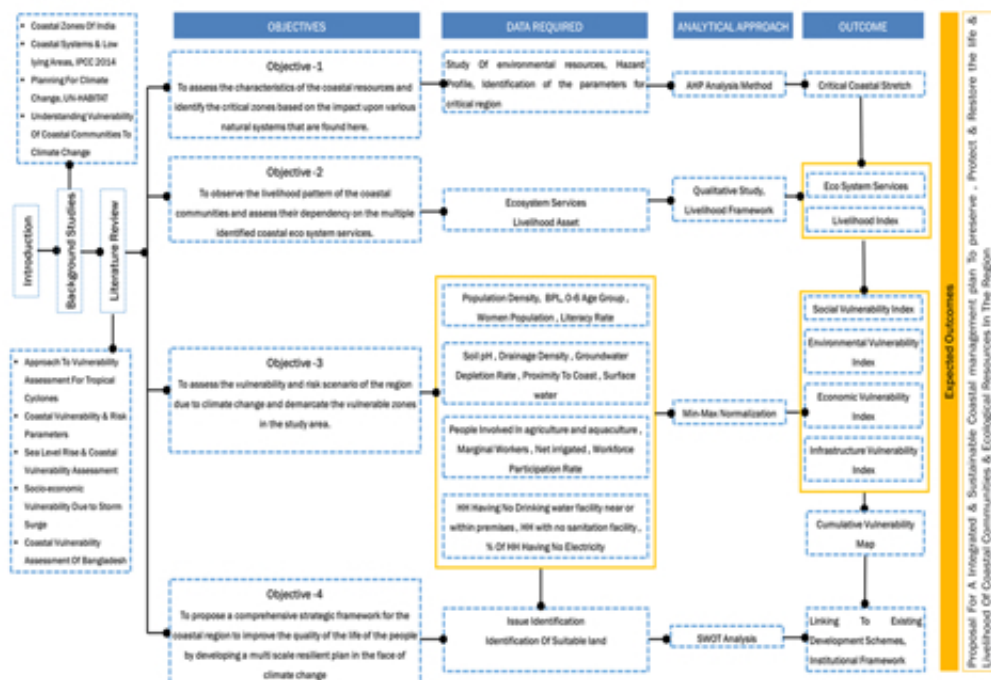 OBJECTIVES
DATA REQUIRED
ANALYTICAL APPROACH
OUTCOME
Coastal Zones Of India
Coastal Systems & Low
lying Areas, IPCC 2014
Planning For Climate
Change, UN-HABITAT
Understanding Vulnerability
Of Coastal Communities To
Climate Change
Introduction
Background Studies
Literature Review
Approach To Vulnerability
Assessment For Tropical
Cyclones
Coastal Vulnerability & Risk
Parameters
Sea Level Rise & Coastal
Vulnerability Assessment
Socio-economic
Vulnerability Due to Storm
Surge
Coastal Vulnerability
Assessment Of Bangladesh
Objective -1
To assess the characteristics of the coastal resources and
identify the critical zones based on the impact upon various
natural systems that are found here.
Study Of environmental resources, Hazard
Profile, Identification of the parameters for
critical region
AHP Analysis Method
Critical Coastal Stretch
Objective -2
To observe the livelihood pattern of the coastal
communities and assess their dependency on the multiple
identified coastal eco system services.
Ecosystem Services
Livelihood Asset
Qualitative Study,
Livelihood Framework
Eco System Services
Livelihood Index
Objective -3
To assess the vulnerability and risk scenario of the region
due to climate change and demarcate the vulnerable zones
in the study area.
Population Density, BPL, 0-6 Age Group ,
Women Population , Literacy Rate
Soil pH , Drainage Density , Groundwater
Depletion Rate , Proximity To Coast , Surface
water
People Involved In agriculture and aquaculture ,
Marginal Workers , Net irrigated , Workforce
Participation Rate
HH Having No Drinking water facility near or
within premises , HH with no sanitation facility ,
% Of HH Having No Electricity
Min-Max Normalization
Social Vulnerability Index
Environmental Vulnerability
Index
Economic Vulnerability
Index
Infrastructure Vulnerability
Index
Cumulative Vulnerability
Map
Objective -4
To propose a comprehensive strategic framework for the
coastal region to improve the quality of the life of the people
by developing a multi scale resilient plan in the face of
climate change
Issue Identification
Identification Of Suitable land
SWOT Analysis
Linking To Existing
Development Schemes,
Institutional Framework
Expected Outcomes
Proposal For A Integrated & Sustainable Coastal management plan To preserve , Protect & Restore the life &
Livelihood Of Coastal Communities & Ecological Resources In The Region